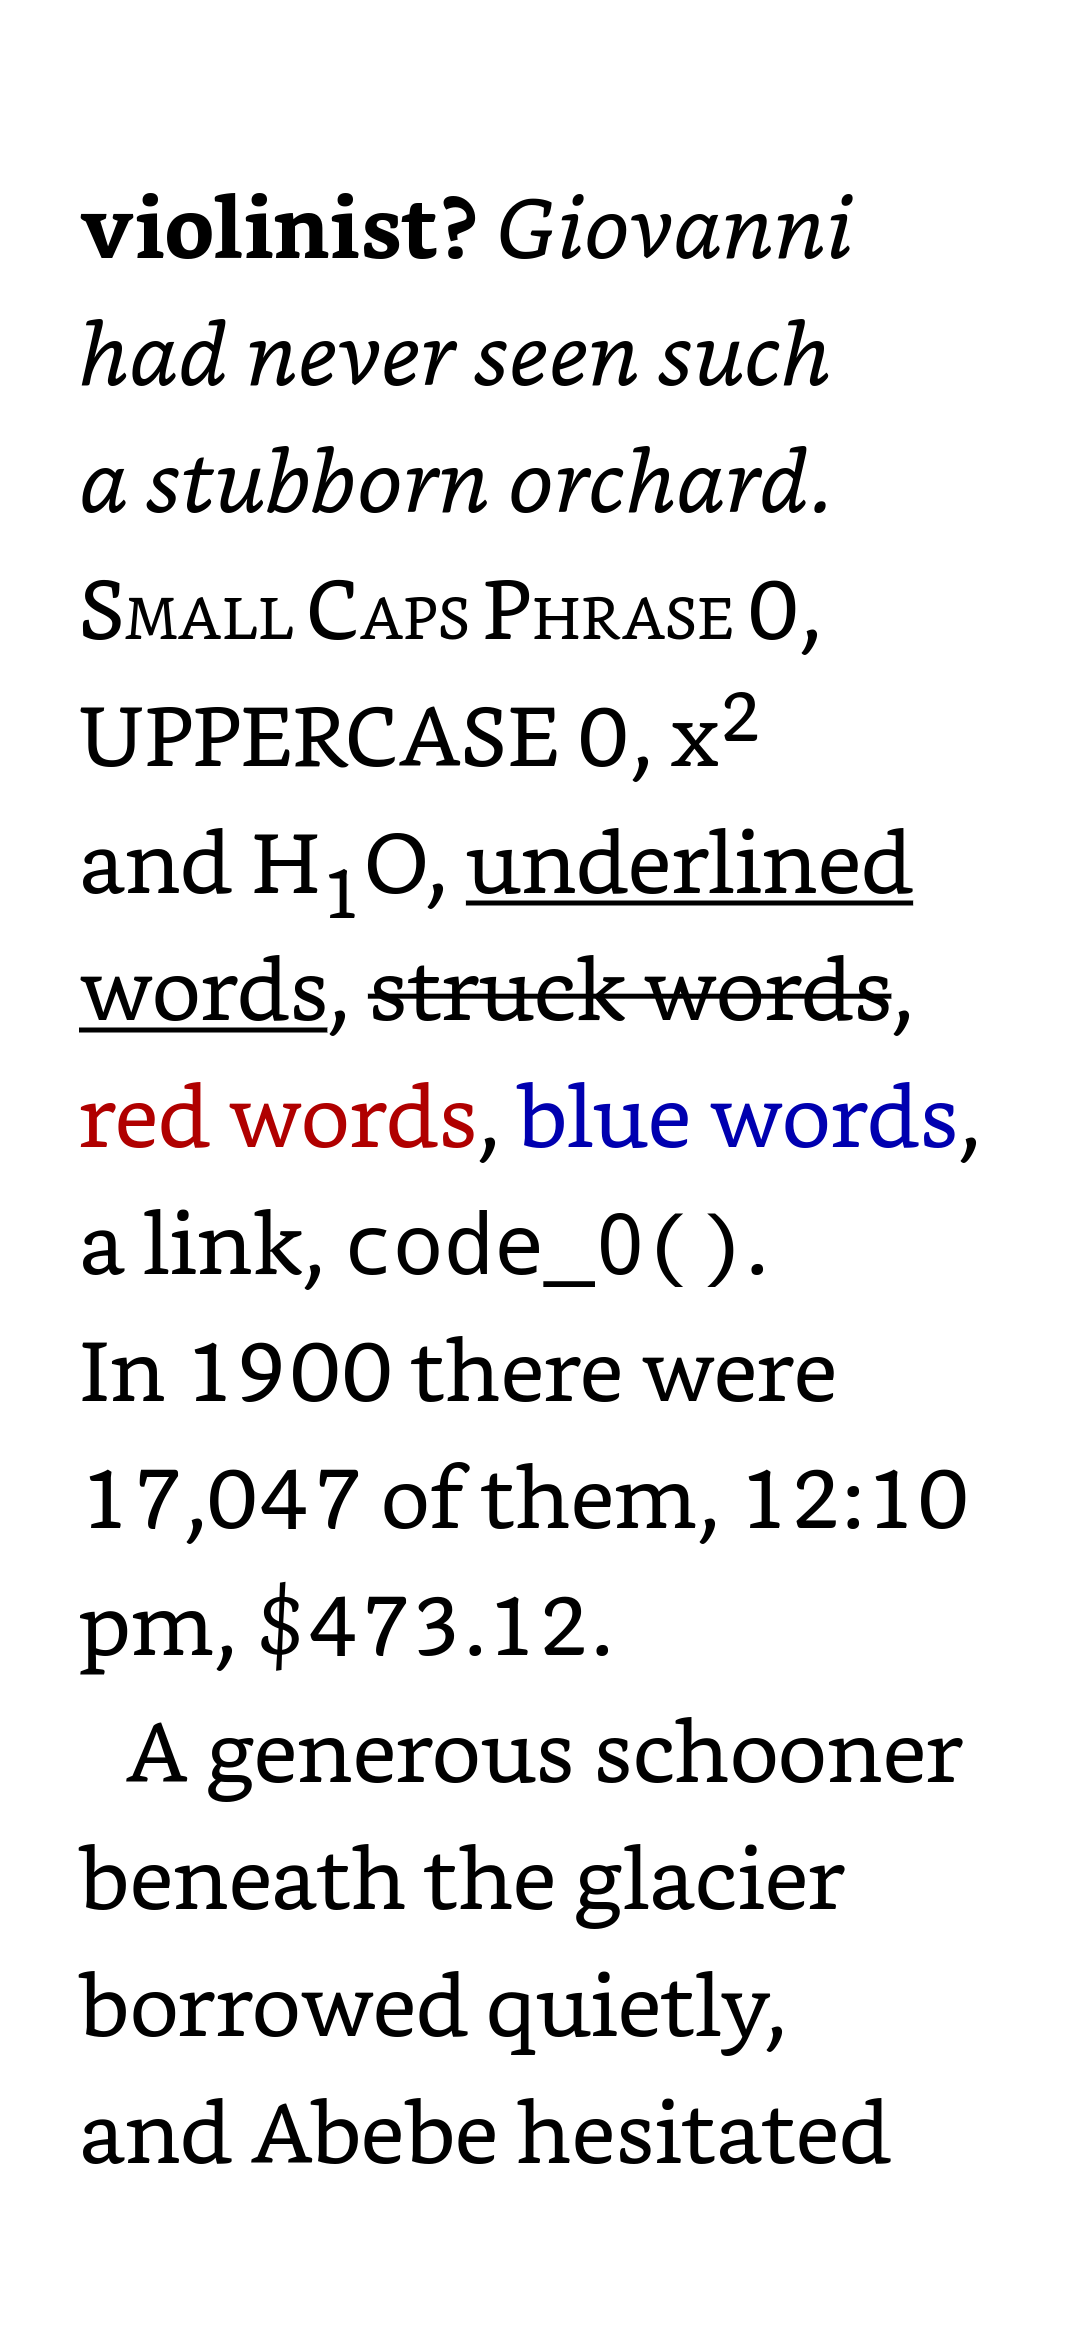 violinist? Giovanni
had never seen such
a stubborn orchard.
Small Caps Phrase 0,
UPPERCASE 0, x²
and H₁O, underlined
words, struck words,
red words, blue words,
a link, code_0().
In 1900 there were
17,047 of them, 12:10
pm, $473.12.
A generous schooner
beneath the glacier
borrowed quietly,
and Abebe hesitated